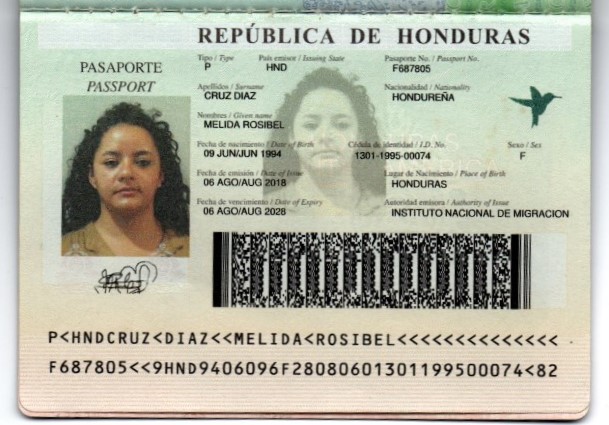 REPÚBLICA DE HONDURAS
PASAPORTE
PASSPORT
Tipo / Type País emisor / Issuing State Pasaporte No. / Passport No.
P HND F687805
Apellidos / Surname Nacionalidad / Nationality
CRUZ DIAZ HONDUREÑA
Nombres / Given name
MELIDA ROSIBEL
Fecha de nacimiento / Date of Birth Cédula de identidad / I.D. No. Sexo / Sex
09 JUN/JUN 1994 1301-1995-00074 F
Fecha de emisión / Date of Issue Lugar de Nacimiento / Place of Birth
06 AGO/AUG 2018 HONDURAS
Fecha de vencimiento / Date of Expiry Autoridad emisora / Authority of Issue
06 AGO/AUG 2028 INSTITUTO NACIONAL DE MIGRACION
P<HNDCRUZ<DIAZ<<MELIDA<ROSIBEL<<<<<<<<<<<<<<
F687805<<9HND9406096F28080601301199500074<82